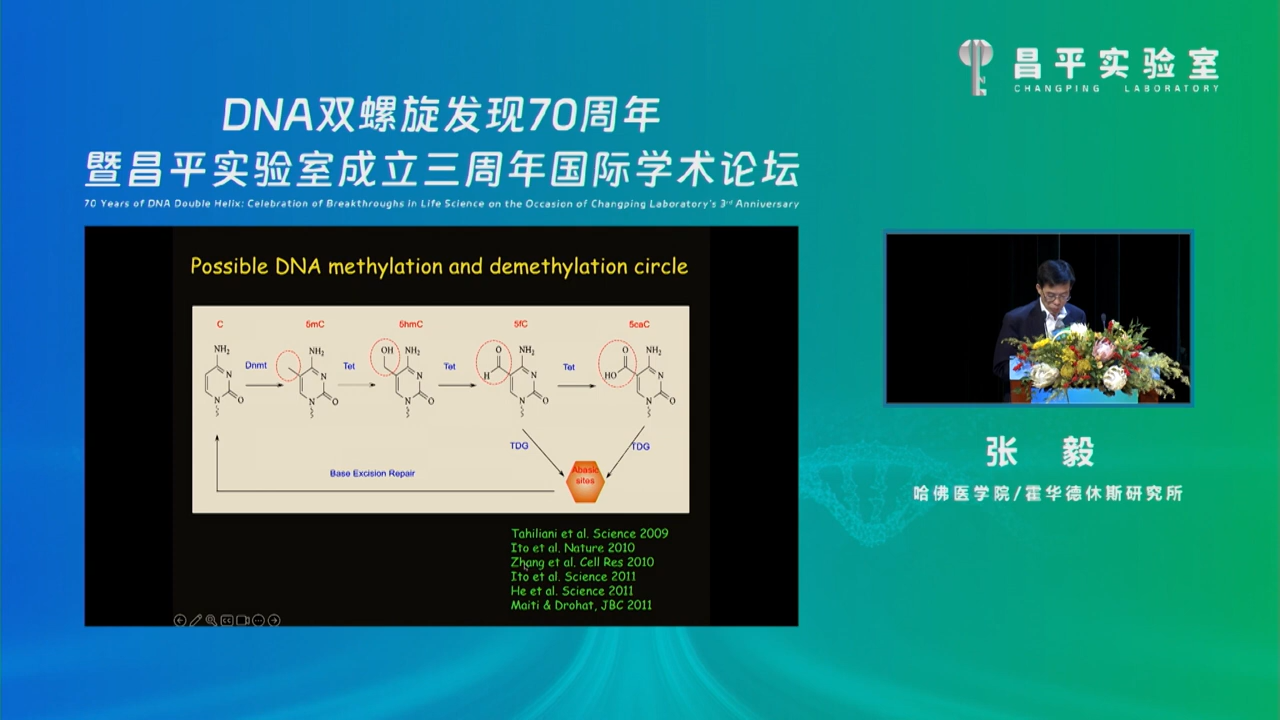 昌平实验室
CHANGPING LABORATORY
DNA双螺旋发现70周年
暨昌平实验室成立三周年国际学术论坛
70 Years of DNA Double Helix: Celebration of Breakthroughs in Life Science on the Occasion of Changping Laboratory's 3rd Anniversary
Possible DNA methylation and demethylation circle
C 5mC 5hmC 5fC 5caC
NH2 NH2 OH NH2 O NH2 O NH2
Dnmt Tet Tet Tet
N N N H N HO N
N O N O N O N O N O
TDG TDG
Base Excision Repair
Abasic
sites
Tahiliani et al. Science 2009
Ito et al. Nature 2010
Zhang et al. Cell Res 2010
Ito et al. Science 2011
He et al. Science 2011
Maiti & Drohat, JBC 2011
张 毅
哈佛医学院/霍华德休斯研究所